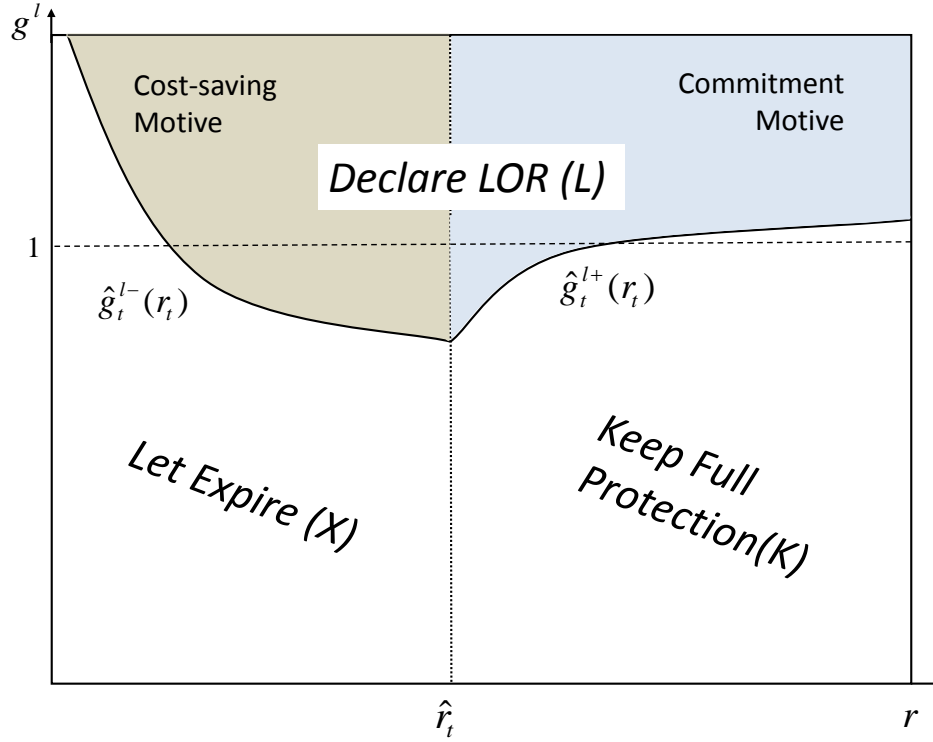 g^l
Cost-saving
Motive
Commitment
Motive
Declare LOR (L)
1
ĝ_t^{l-}(r_t)
ĝ_t^{l+}(r_t)
Let Expire (X)
Keep Full
Protection(K)
r̂_t
r